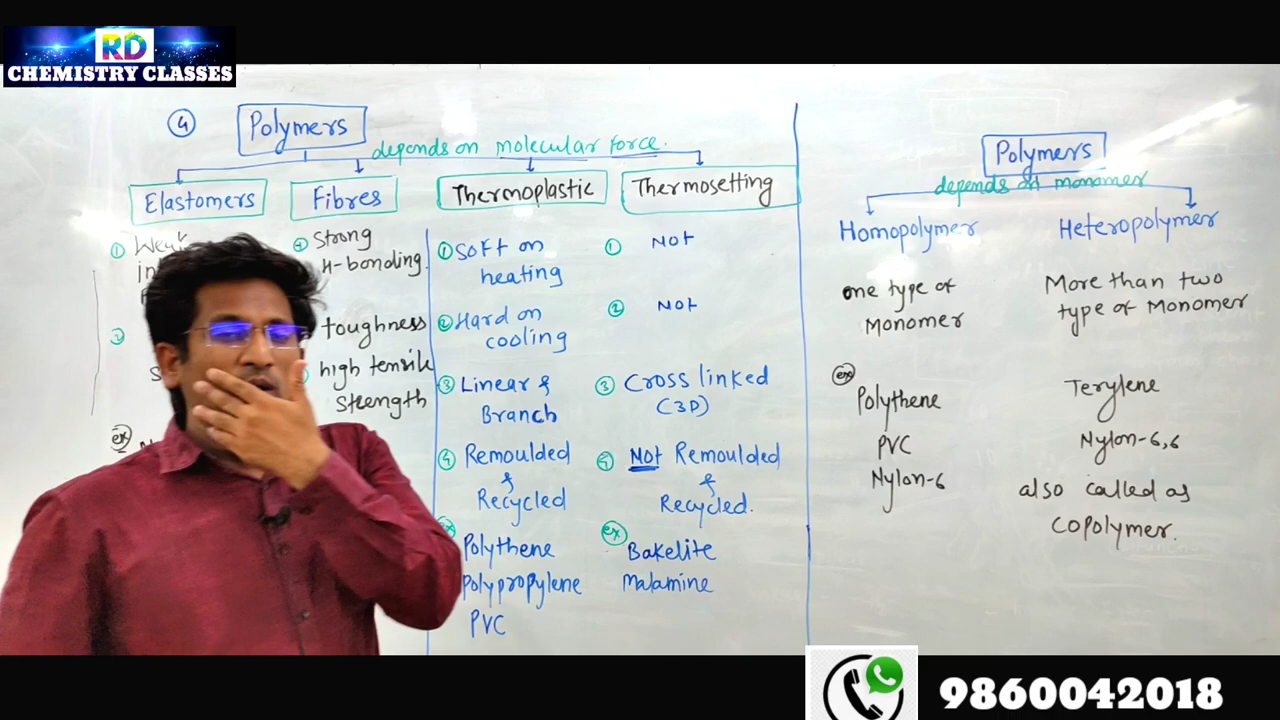 RD
CHEMISTRY CLASSES
4
Polymers
depends on molecular force.
Elastomers
Fibres
Thermoplastic
Thermosetting
1 Weak
Strong
H-bonding.
toughness
high tensile
Steength
ex
1 Soft on
heating
2 Hard on
cooling
3 Linear &
Branch
4 Remoulded
&
Recycled
Polythene
Polypropylene
PVC
1 Not
2 Not
3 Cross linked
(3D)
Not Remoulded
&
Recycled.
ex
Bakelite
Malamine
Polymers
depends on monomer
Homopolymer
one type of
Monomer
ex
Polythene
PVC
Nylon-6
Heteropolymer
More than two
type of Monomer
Terylene
Nylon-6,6
also called as
Copolymer.
9860042018